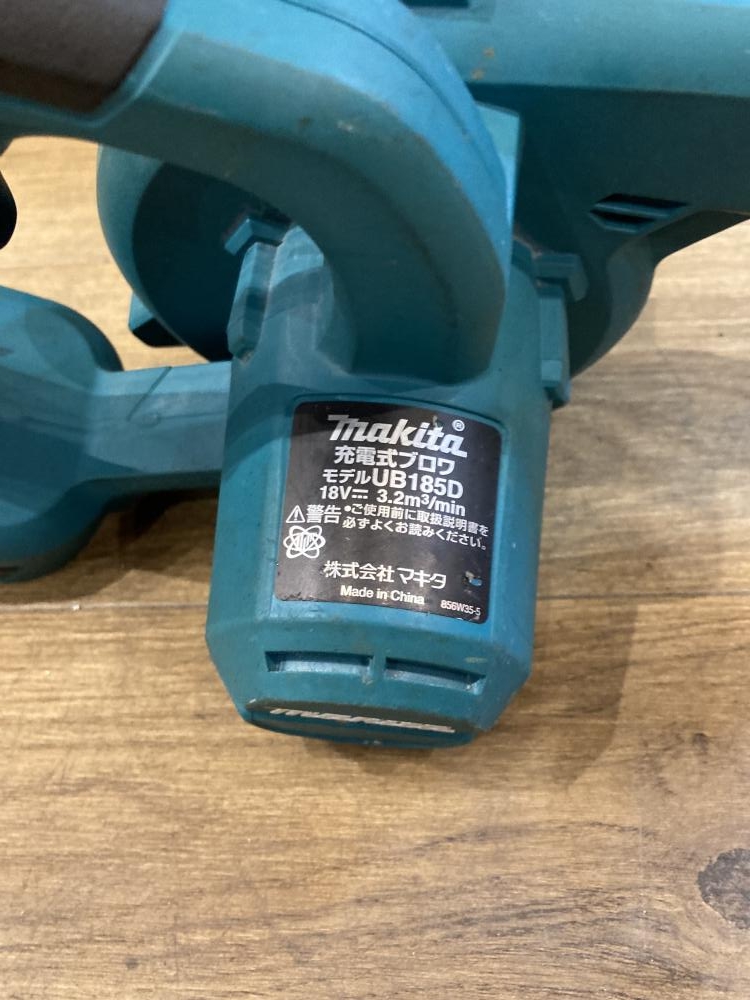 makita®
充電式ブロワ
モデルUB185D
18V⎓ 3.2m³/min
⚠警告 •ご使用前に取扱説明書を
必ずよくお読みください。
株式会社マキタ
Made in China 856W35-5